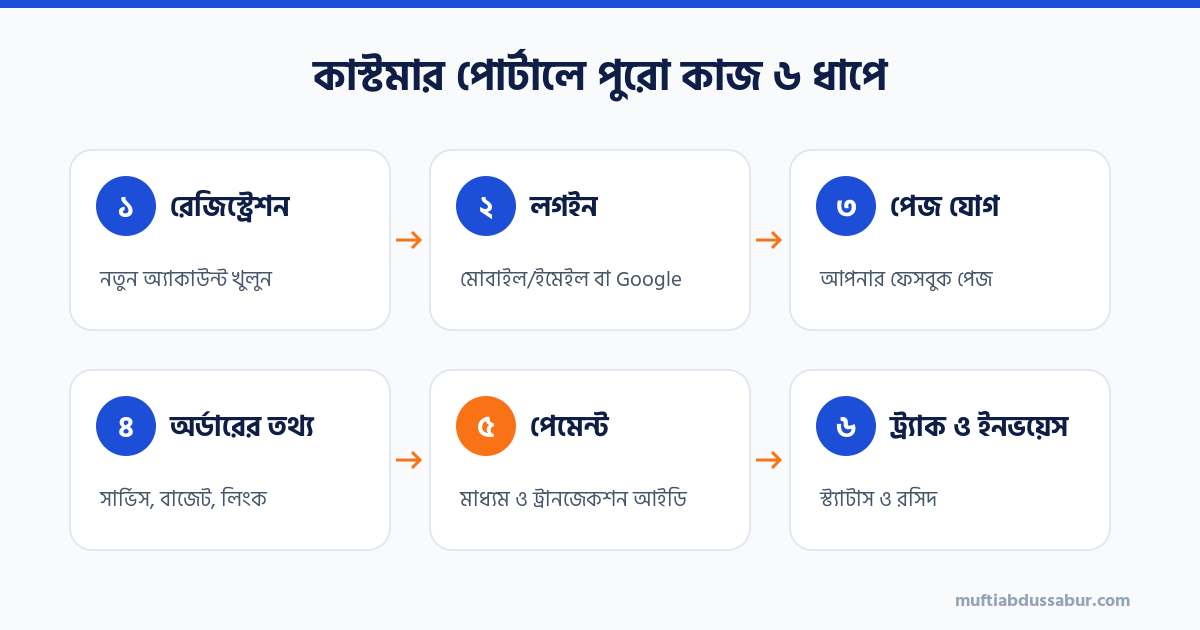 কাস্টমার পোর্টালে পুরো কাজ ৬ ধাপে
১ রেজিস্ট্রেশন
নতুন অ্যাকাউন্ট খুলুন
২ লগইন
মোবাইল/ইমেইল বা Google
৩ পেজ যোগ
আপনার ফেসবুক পেজ
৪ অর্ডারের তথ্য
সার্ভিস, বাজেট, লিংক
৫ পেমেন্ট
মাধ্যম ও ট্রানজেকশন আইডি
৬ ট্র্যাক ও ইনভয়েস
স্ট্যাটাস ও রসিদ
muftiabdussabur.com